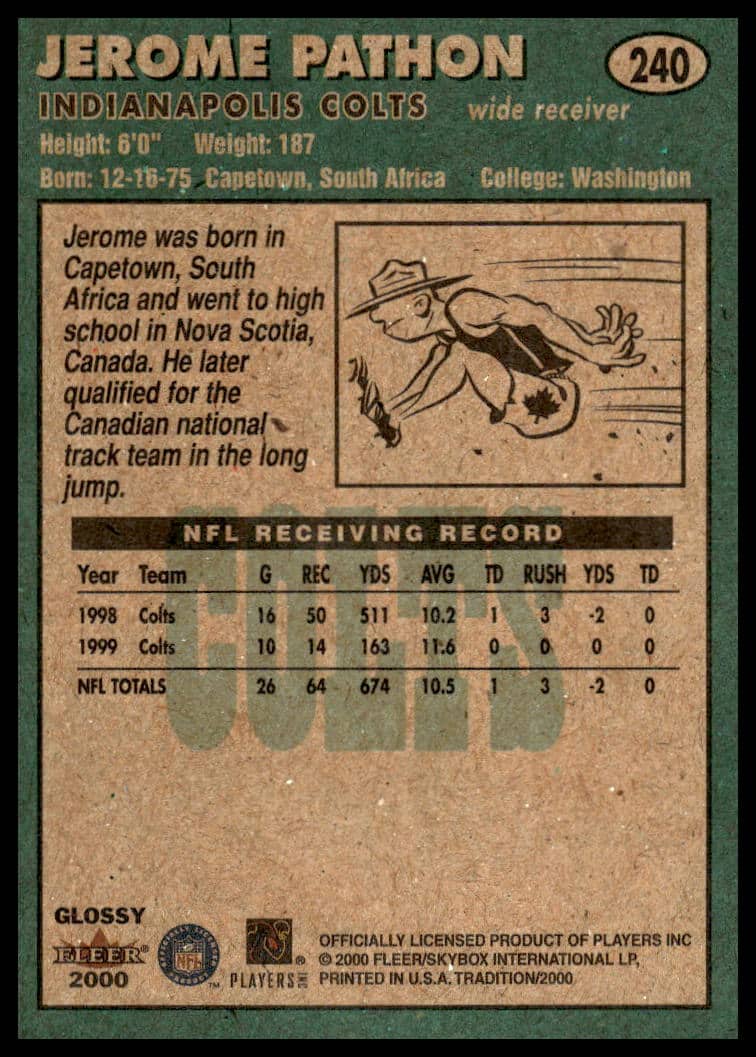 JEROME PATHON 240
INDIANAPOLIS COLTS wide receiver
Height: 6'0" Weight: 187
Born: 12-16-75 Capetown, South Africa College: Washington
Jerome was born in
Capetown, South
Africa and went to high
school in Nova Scotia,
Canada. He later
qualified for the
Canadian national
track team in the long
jump.
COLTS
NFL RECEIVING RECORD
Year Team G REC YDS AVG TD RUSH YDS TD
1998 Colts 16 50 511 10.2 1 3 -2 0
1999 Colts 10 14 163 11.6 0 0 0 0
NFL TOTALS 26 64 674 10.5 1 3 -2 0
GLOSSY
FLEER®
2000
NFL
™
PLAYERS INC ®
OFFICIALLY LICENSED PRODUCT OF PLAYERS INC
© 2000 FLEER/SKYBOX INTERNATIONAL LP,
PRINTED IN U.S.A. TRADITION/2000